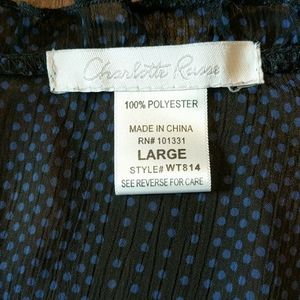 Charlotte Russe
100% POLYESTER
MADE IN CHINA
RN# 101331
LARGE
STYLE# WT814
SEE REVERSE FOR CARE